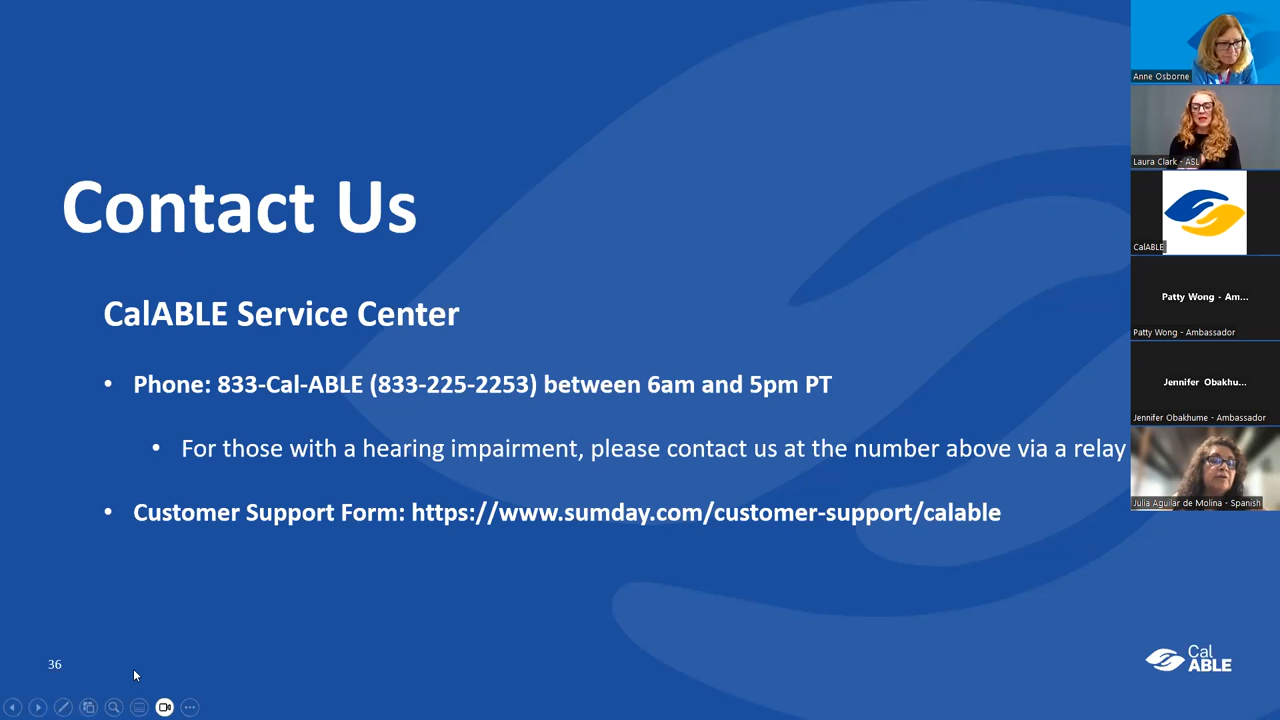 Contact Us
CalABLE Service Center
• Phone: 833-Cal-ABLE (833-225-2253) between 6am and 5pm PT
• For those with a hearing impairment, please contact us at the number above via a relay
• Customer Support Form: https://www.sumday.com/customer-support/calable
36
Cal
ABLE
Anne Osborne
Laura Clark - ASL
CalABLE
Patty Wong - Am...
Patty Wong - Ambassador
Jennifer Obakhu...
Jennifer Obakhume - Ambassador
Julia Aguilar de Molina - Spanish